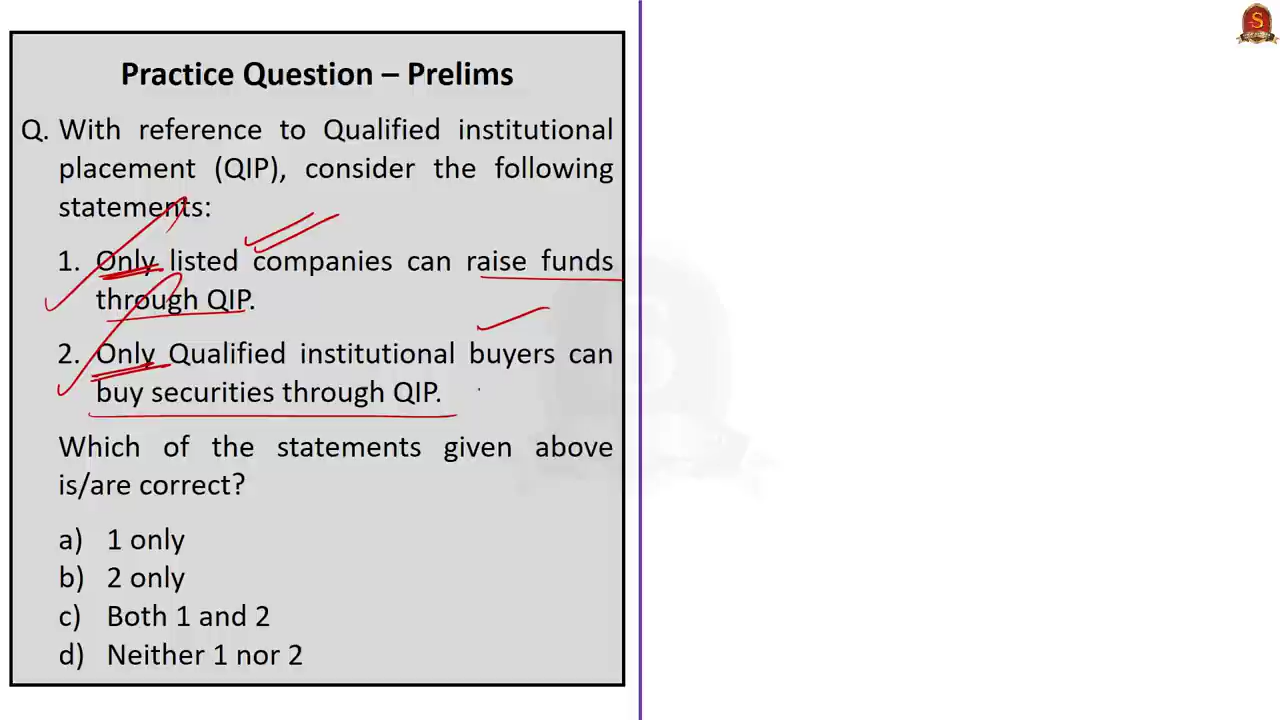 Practice Question – Prelims
Q. With reference to Qualified institutional
placement (QIP), consider the following
statements:
1. Only listed companies can raise funds
through QIP.
2. Only Qualified institutional buyers can
buy securities through QIP.
Which of the statements given above
is/are correct?
a) 1 only
b) 2 only
c) Both 1 and 2
d) Neither 1 nor 2
S